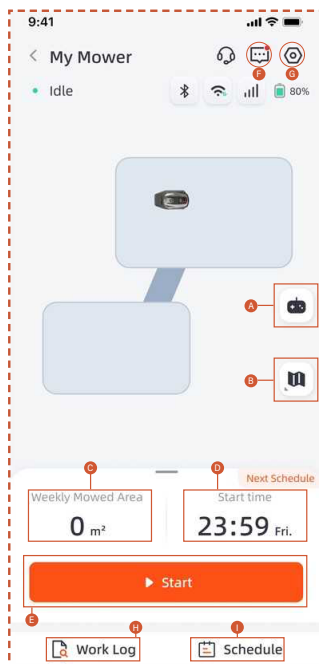 9:41
My Mower
F
G
Idle
80%
A
B
C
D
Next Schedule
Weekly Mowed Area
Start time
0 m²
23:59 Fri.
Start
E
H
I
Work Log
Schedule